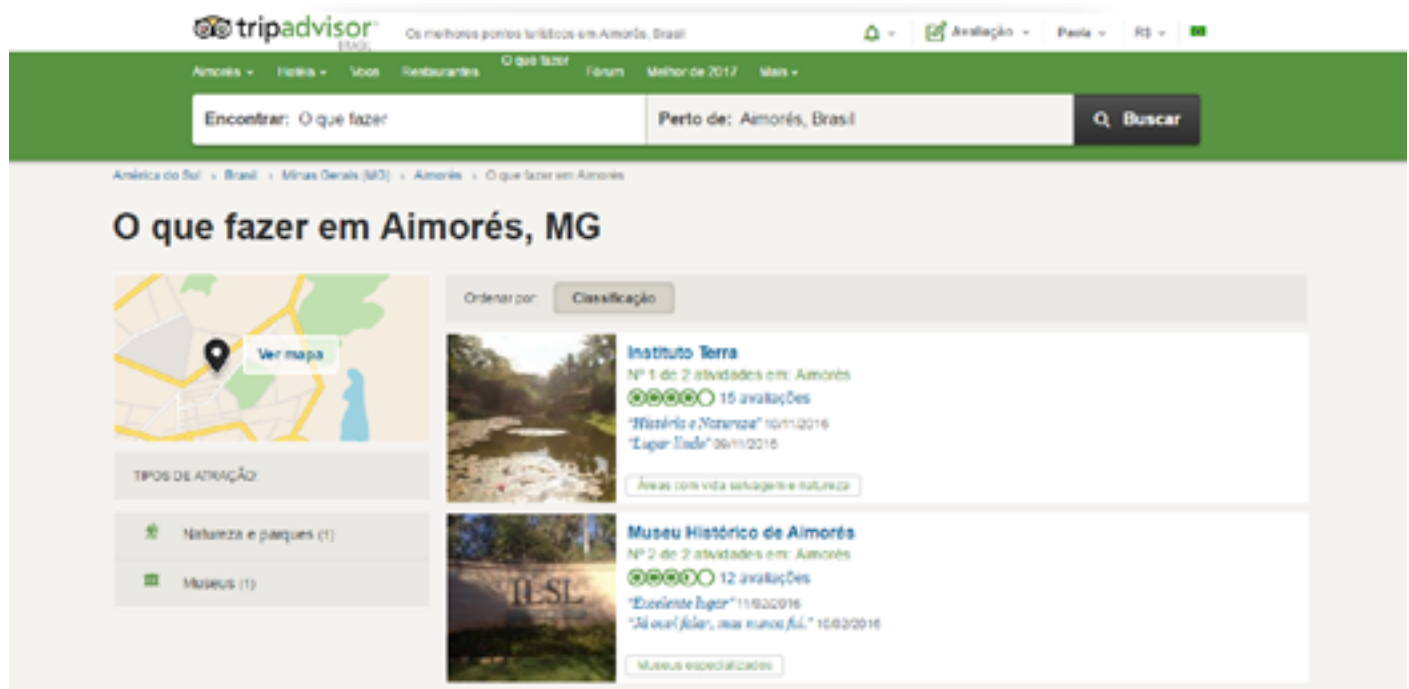 tripadvisor
BRASIL
Os melhores pontos turísticos em Aimorés, Brasil
Avaliação
Paola
R$
Aimorés
Hotéis
Voos
Restaurantes
O que fazer
Fórum
Melhor de 2017
Mais
Encontrar: O que fazer
Perto de: Aimorés, Brasil
Buscar
América do Sul › Brasil › Minas Gerais (MG) › Aimorés › O que fazer em Aimorés
O que fazer em Aimorés, MG
Ver mapa
TIPOS DE ATRAÇÃO:
Natureza e parques (1)
Museus (1)
Ordenar por:
Classificação
Instituto Terra
Nº 1 de 2 atividades em: Aimorés
15 avaliações
"História e Natureza" 10/11/2016
"Lugar lindo" 09/11/2016
Áreas com vida selvagem e natureza
Museu Histórico de Aimorés
Nº 2 de 2 atividades em: Aimorés
12 avaliações
ILSL
"Excelente lugar" 11/02/2016
"Já ouvi falar, mas nunca fui." 10/02/2016
Museus especializados